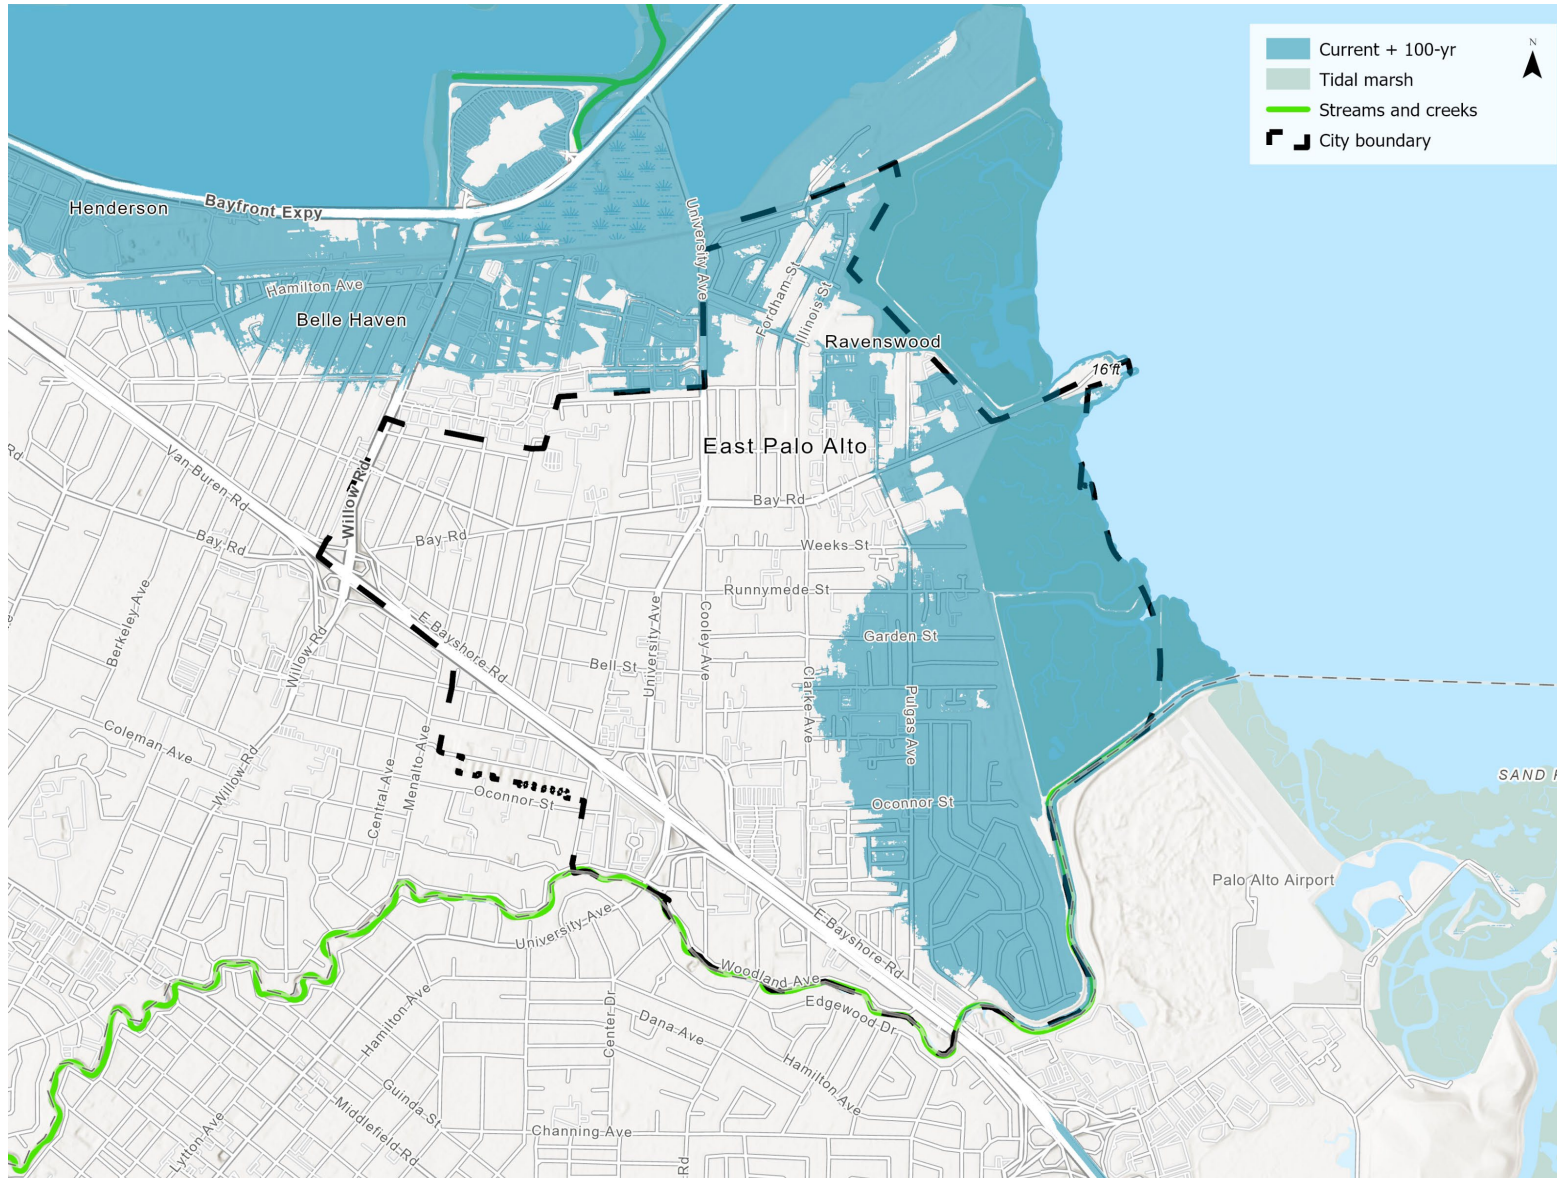 Current + 100-yr
Tidal marsh
Streams and creeks
City boundary
N
Henderson
Bayfront Expy
University Ave
Hamilton Ave
Belle Haven
Fordham St
Illinois St
Ravenswood
16 ft
East Palo Alto
Rd
Van Buren Rd
Willow Rd
Bay Rd
Bay Rd
Bay Rd
Weeks St
Runnymede St
Berkeley Ave
E Bayshore Rd
Cooley Ave
University Ave
Garden St
Willow Rd
Bell St
Clarke Ave
Pulgas Ave
Coleman Ave
Menalto Ave
Willow Rd
Central Ave
Oconnor St
Oconnor St
SAND
Palo Alto Airport
University Ave
E Bayshore Rd
Woodland Ave
Edgewood Dr
Hamilton Ave
Center Dr
Dana Ave
Hamilton Ave
Guinda St
Middlefield Rd
Lytton Ave
Channing Ave
Rd